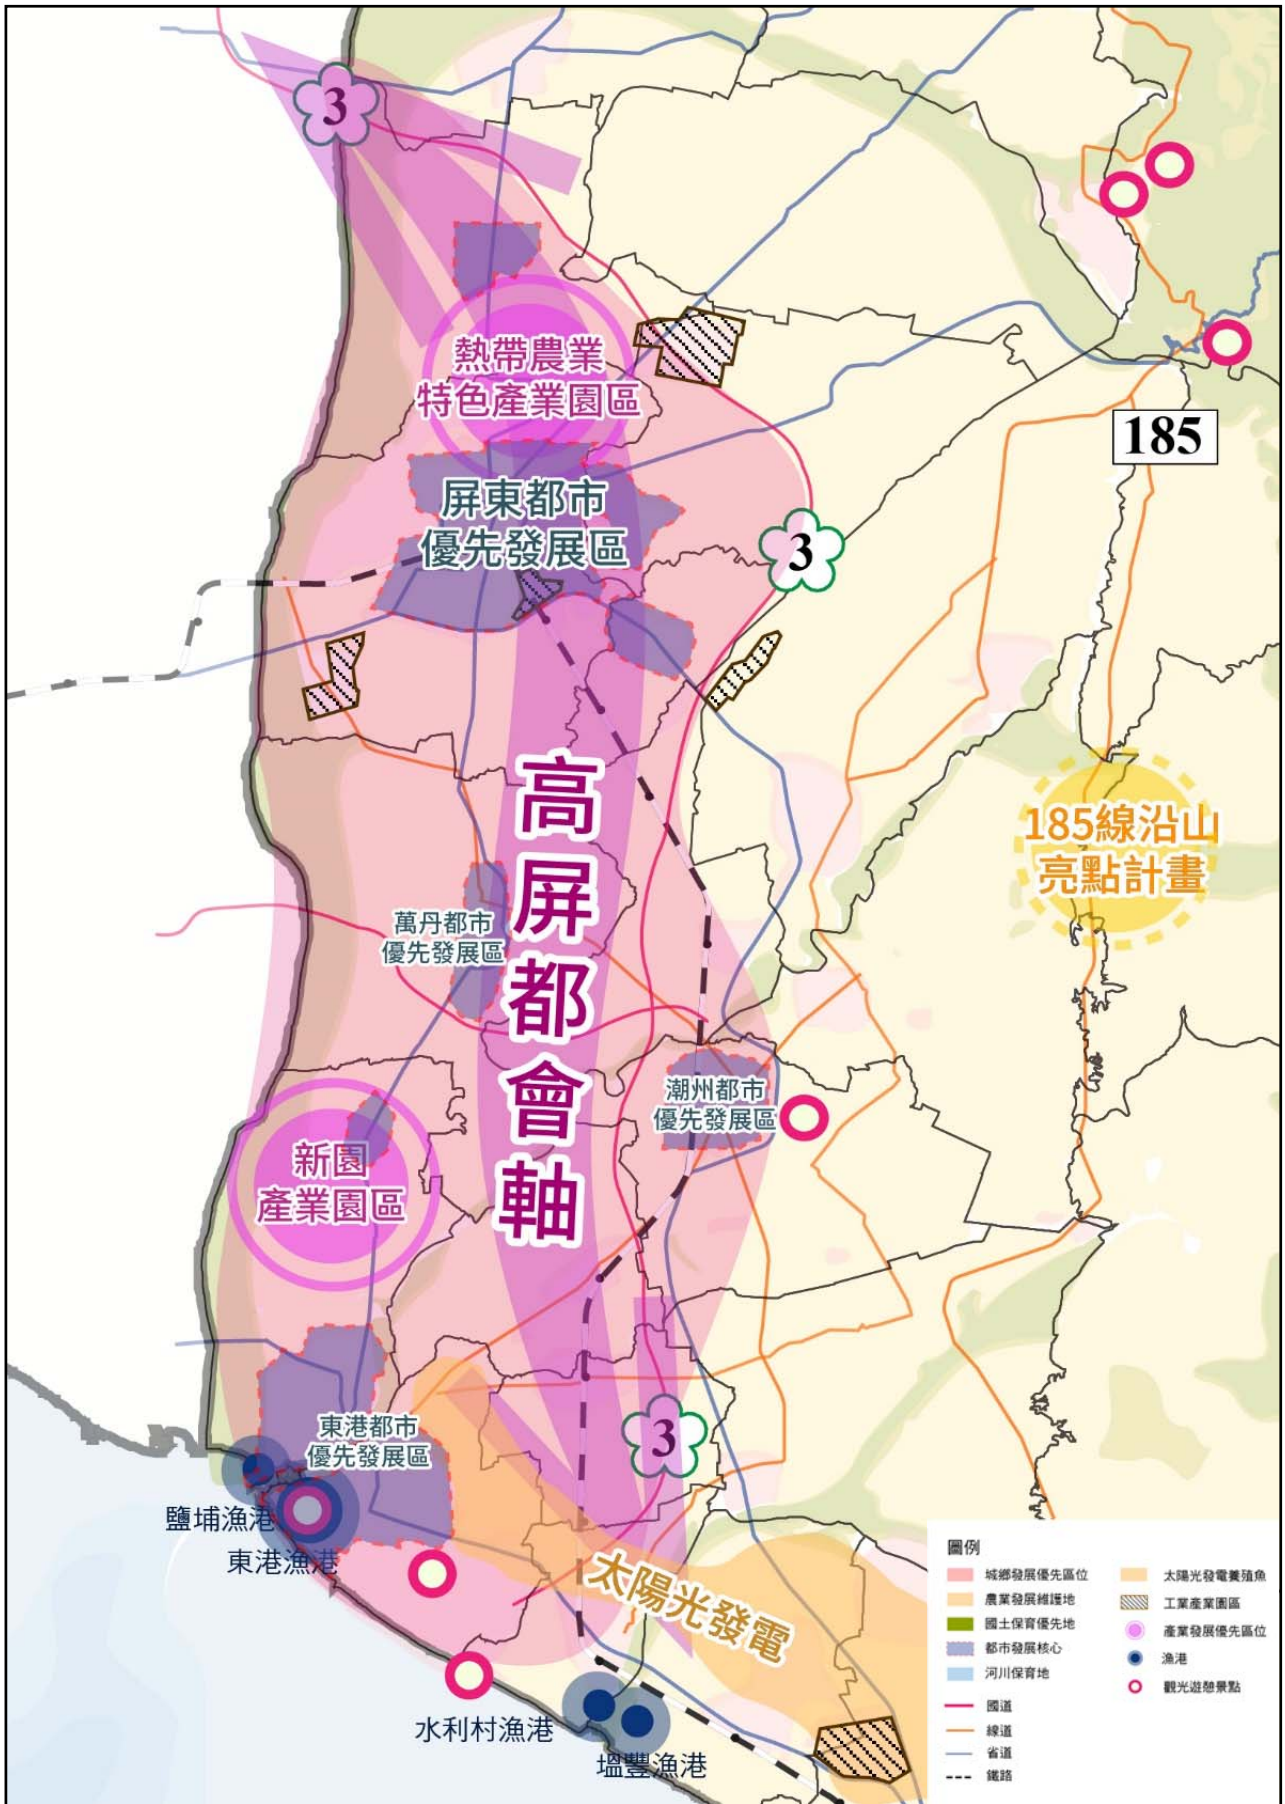 3
熱帶農業
特色產業園區
185
屏東都市
優先發展區
3
高屏都會軸
185線沿山
亮點計畫
萬丹都市
優先發展區
潮州都市
優先發展區
新園
產業園區
3
東港都市
優先發展區
鹽埔漁港
東港漁港
太陽光發電
水利村漁港
塭豐漁港
圖例
城鄉發展優先區位
農業發展維護地
國土保育優先地
都市發展核心
河川保育地
國道
線道
省道
鐵路
太陽光發電養殖魚
工業產業園區
產業發展優先區位
漁港
觀光遊憩景點